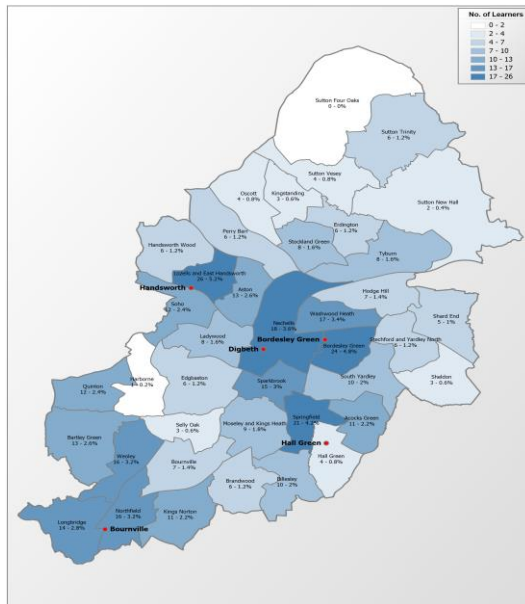 No. of Learners
0 - 2
2 - 4
4 - 7
7 - 10
10 - 13
13 - 17
17 - 26
Sutton Four Oaks
0 - 0%
Sutton Trinity
6 - 1.2%
Sutton Vesey
4 - 0.8%
Oscott
4 - 0.8%
Kingstanding
3 - 0.6%
Sutton New Hall
2 - 0.4%
Erdington
6 - 1.2%
Perry Barr
6 - 1.2%
Stockland Green
8 - 1.6%
Handsworth Wood
6 - 1.2%
Tyburn
8 - 1.6%
Lozells and East Handsworth
26 - 5.2%
Hodge Hill
7 - 1.4%
Handsworth
Aston
13 - 2.6%
Soho
12 - 2.4%
Nechells
18 - 3.6%
Washwood Heath
17 - 3.4%
Shard End
5 - 1%
Ladywood
8 - 1.6%
Bordesley Green
Stechford and Yardley North
6 - 1.2%
Digbeth
Bordesley Green
24 - 4.8%
Harborne
1 - 0.2%
Edgbaston
6 - 1.2%
Sparkbrook
15 - 3%
South Yardley
10 - 2%
Sheldon
3 - 0.6%
Quinton
12 - 2.4%
Springfield
21 - 4.2%
Acocks Green
11 - 2.2%
Selly Oak
3 - 0.6%
Moseley and Kings Heath
9 - 1.8%
Bartley Green
13 - 2.6%
Hall Green
Weoley
16 - 3.2%
Bournville
7 - 1.4%
Hall Green
4 - 0.8%
Brandwood
6 - 1.2%
Billesley
10 - 2%
Northfield
16 - 3.2%
Kings Norton
11 - 2.2%
Longbridge
14 - 2.8%
Bournville